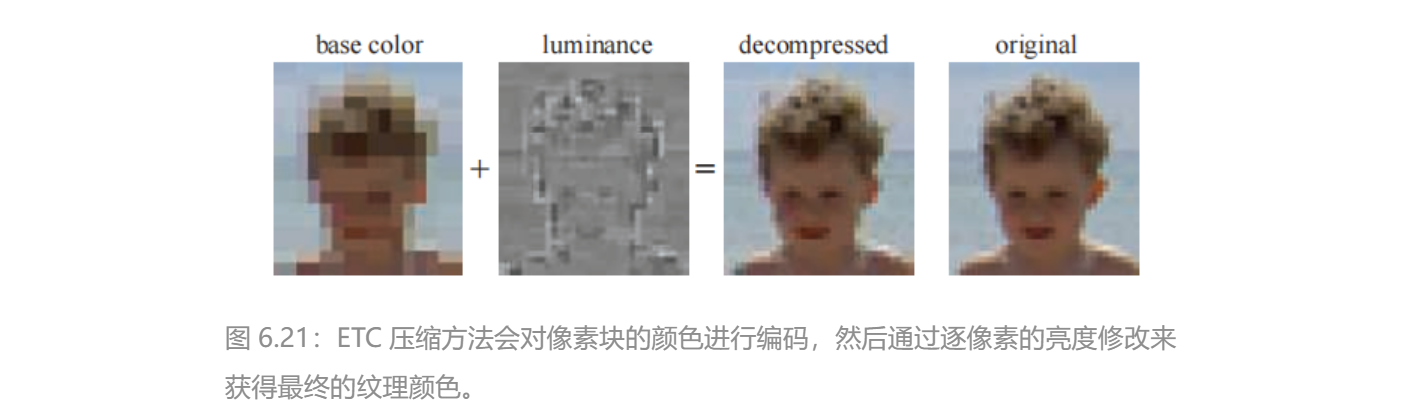 base color luminance decompressed original
+ =
图 6.21：ETC 压缩方法会对像素块的颜色进行编码，然后通过逐像素的亮度修改来
获得最终的纹理颜色。